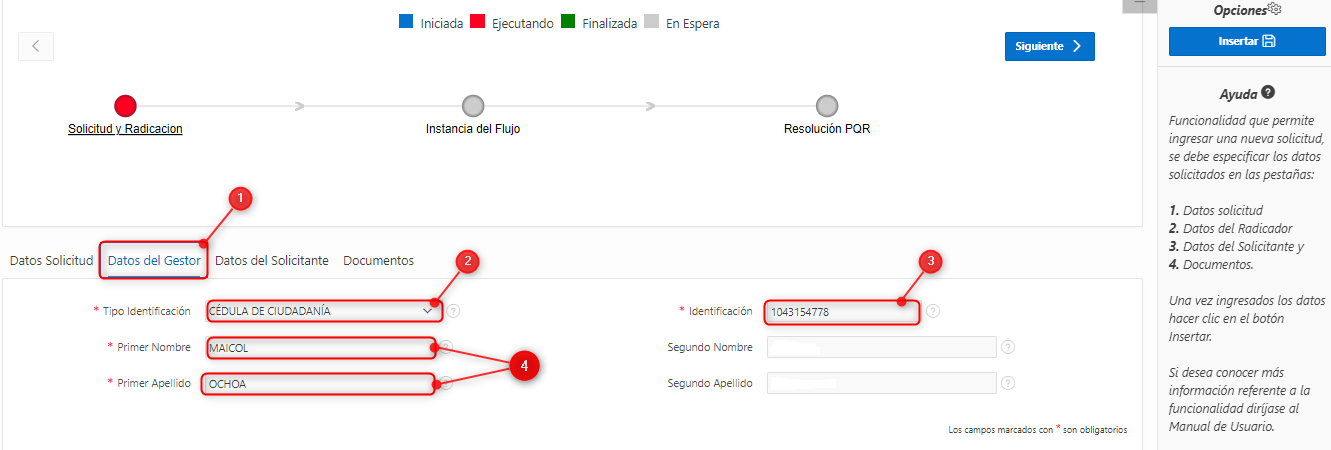 Iniciada Ejecutando Finalizada En Espera
Siguiente
Solicitud y Radicacion
Instancia del Flujo
Resolución PQR
1
Datos Solicitud Datos del Gestor Datos del Solicitante Documentos
2
3
* Tipo Identificación CÉDULA DE CIUDADANÍA ? * Identificación 1043154778 ?
* Primer Nombre MAICOL ? Segundo Nombre ?
4
* Primer Apellido OCHOA ? Segundo Apellido ?
Los campos marcados con * son obligatorios
Opciones
Insertar
Ayuda ?
Funcionalidad que permite
ingresar una nueva solicitud,
se debe especificar los datos
solicitados en las pestañas:
1. Datos solicitud
2. Datos del Radicador
3. Datos del Solicitante y
4. Documentos.
Una vez ingresados los datos
hacer clic en el botón
Insertar.
Si desea conocer más
información referente a la
funcionalidad diríjase al
Manual de Usuario.